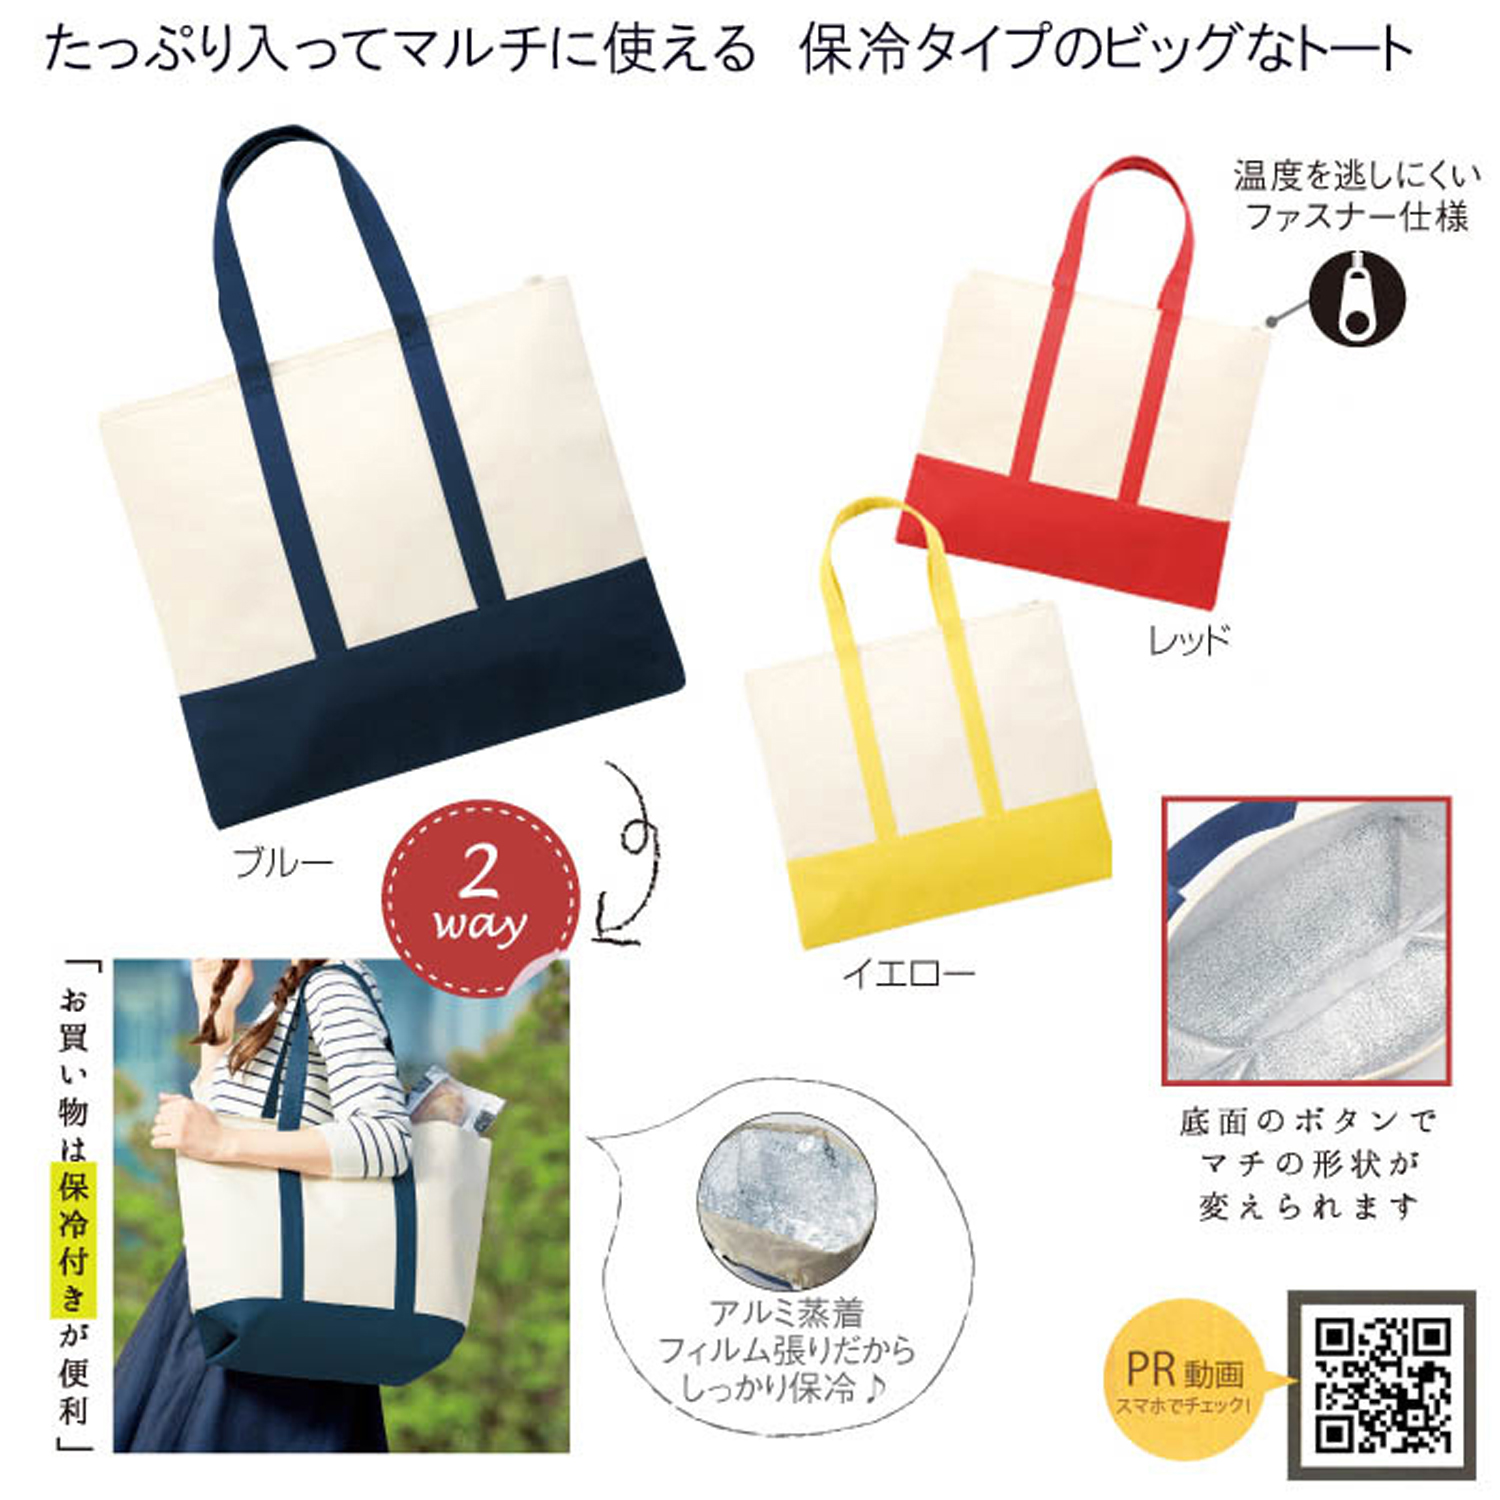 たっぷり入ってマルチに使える 保冷タイプのビッグなトート
温度を逃しにくい
ファスナー仕様
レッド
ブルー
イエロー
2
way
「お買い物は保冷付きが便利」
底面のボタンで
マチの形状が
変えられます
アルミ蒸着
フィルム張りだから
しっかり保冷♪
PR 動画
スマホでチェック!